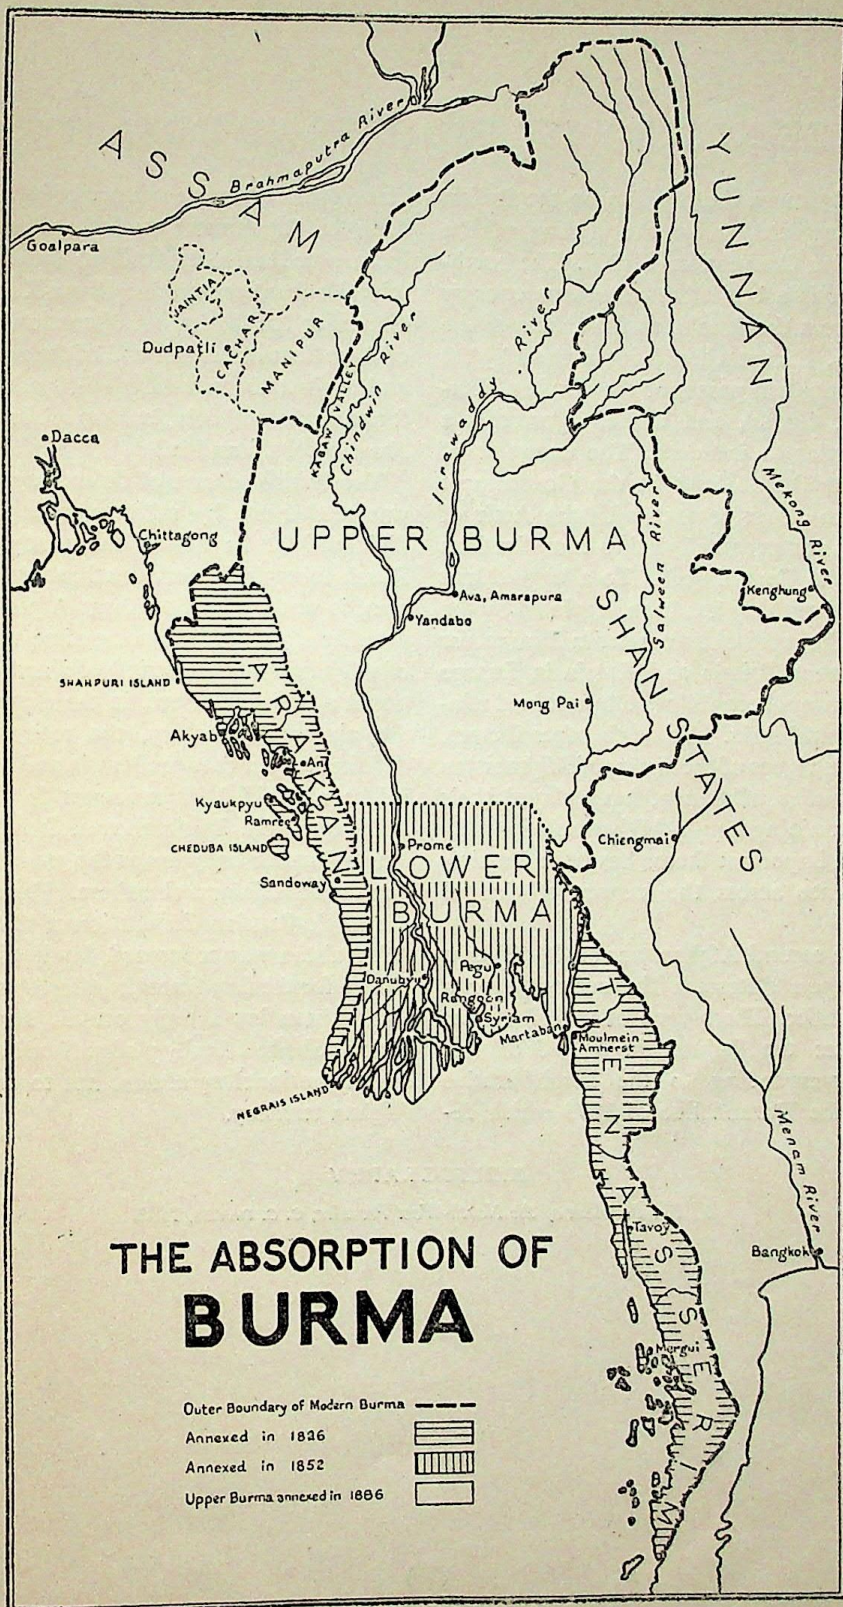 ASSAM
Brahmaputra River
YUNNAN
Goalpara
JAINTIA
CACHAR
Dudpatli
MANIPUR
KABAW VALLEY
Chindwin River
Irrawaddy River
Dacca
Mekong River
Chittagong
UPPER BURMA
Salween River
Ava, Amarapura
Kenghung
Yandabo
SHAN STATES
SHAHPURI ISLAND
ARAKAN
Mong Pai
Akyab
An
Kyaukpyu
Ramree
CHEDUBA ISLAND
Prome
Chiengmai
LOWER
BURMA
Sandoway
Danubyu
Pegu
Rangoon
Syriam
Martaban
Moulmein
Amherst
NEGRAIS ISLAND
TENASSERIM
Menam River
Tavoy
Bangkok
Mergui
THE ABSORPTION OF
BURMA
Outer Boundary of Modern Burma
Annexed in 1826
Annexed in 1852
Upper Burma annexed in 1886